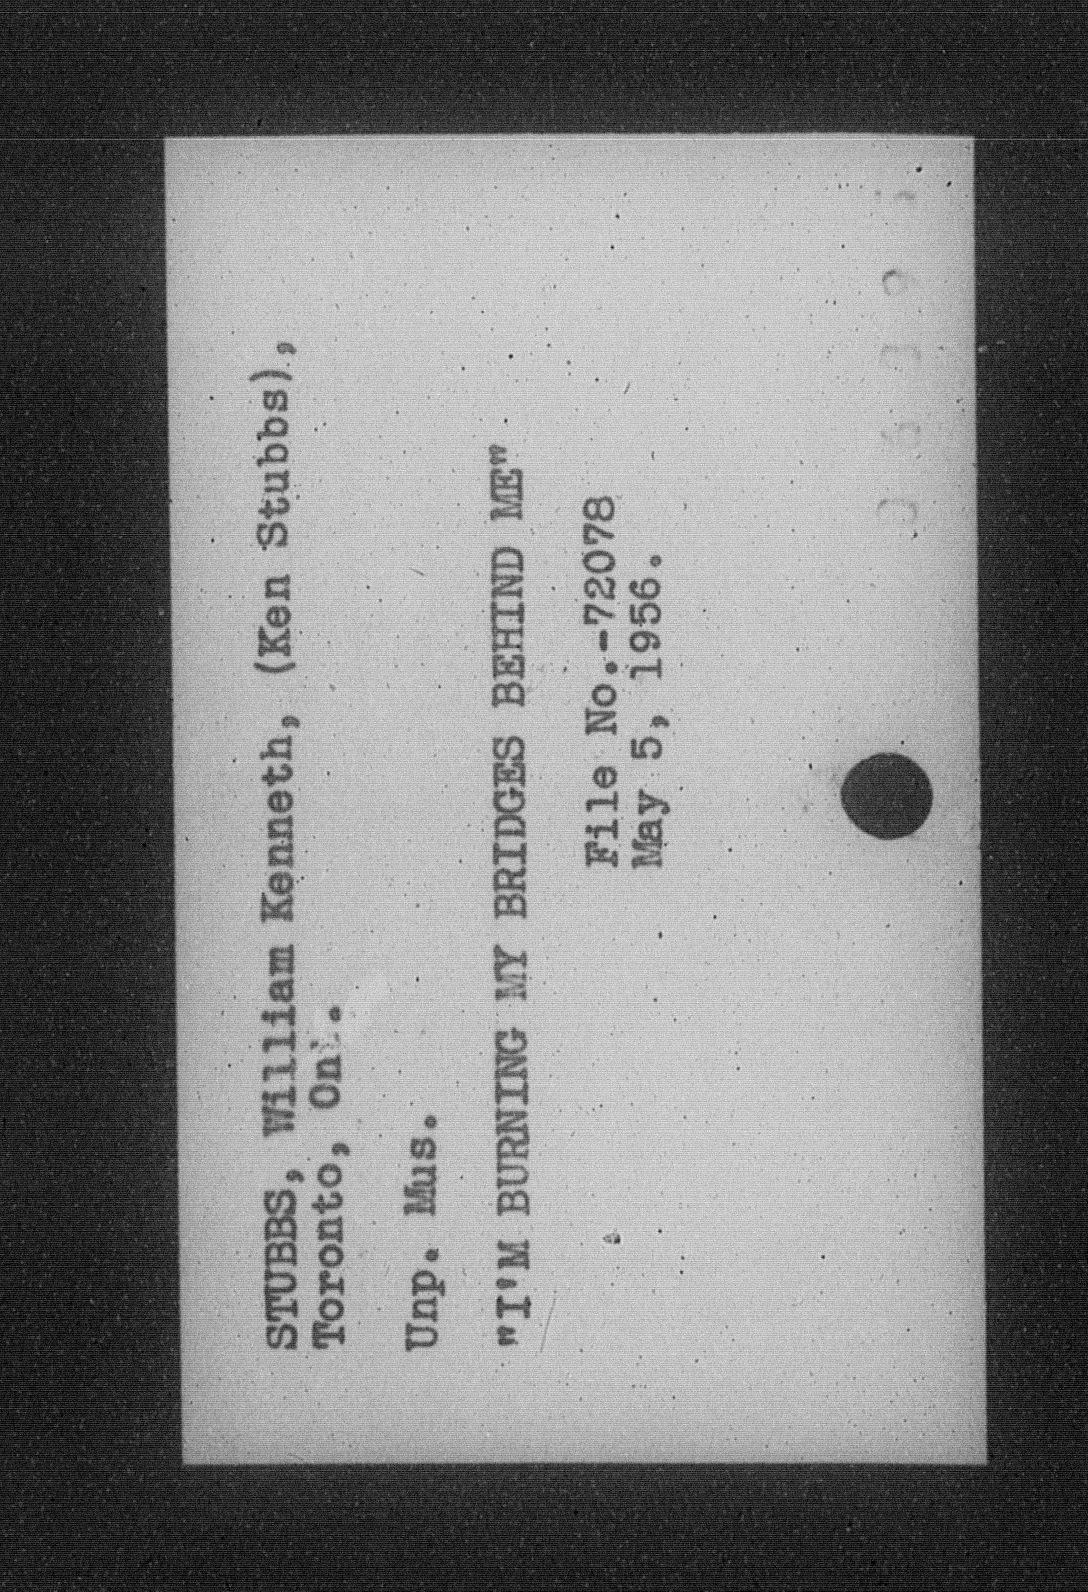 STUBBS, William Kenneth, (Ken Stubbs),
Toronto, Ont.
Unp. Mus.
"I'M BURNING MY BRIDGES BEHIND ME"
File No.-72078
May 5, 1956.